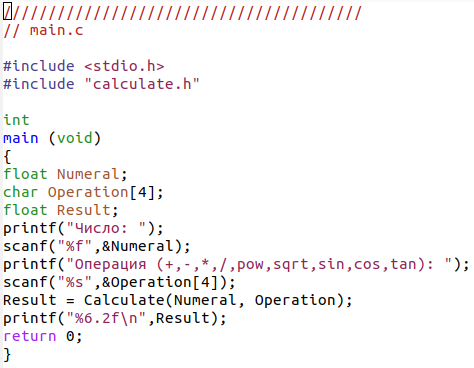 ////////////////////////////////////////
// main.c
#include <stdio.h>
#include "calculate.h"
int
main (void)
{
float Numeral;
char Operation[4];
float Result;
printf("Число: ");
scanf("%f",&Numeral);
printf("Операция (+,-,*,/,pow,sqrt,sin,cos,tan): ");
scanf("%s",&Operation[4]);
Result = Calculate(Numeral, Operation);
printf("%6.2f\n",Result);
return 0;
}